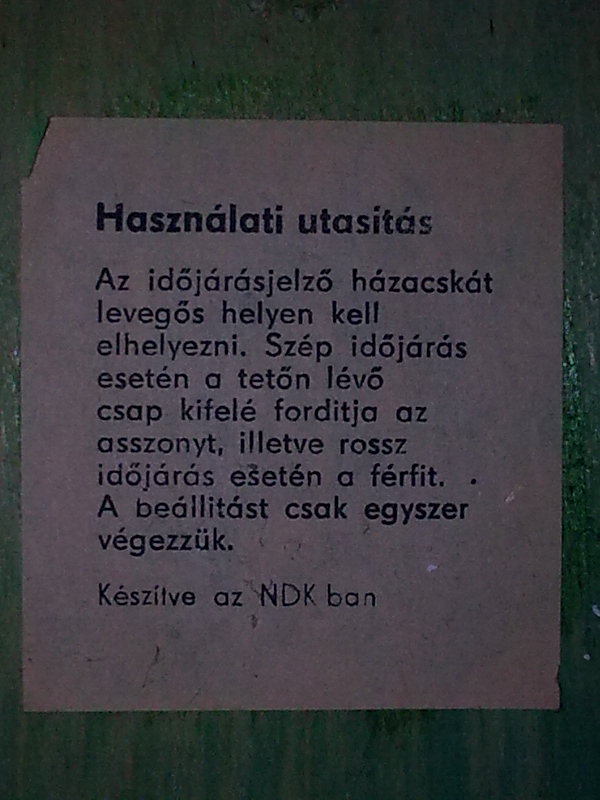 Használati utasítás
Az időjárásjelző házacskát
levegős helyen kell
elhelyezni. Szép időjárás
esetén a tetőn lévő
csap kifelé forditja az
asszonyt, illetve rossz
időjárás esetén a férfit.
A beállitást csak egyszer
végezzük.
Készítve az NDK ban